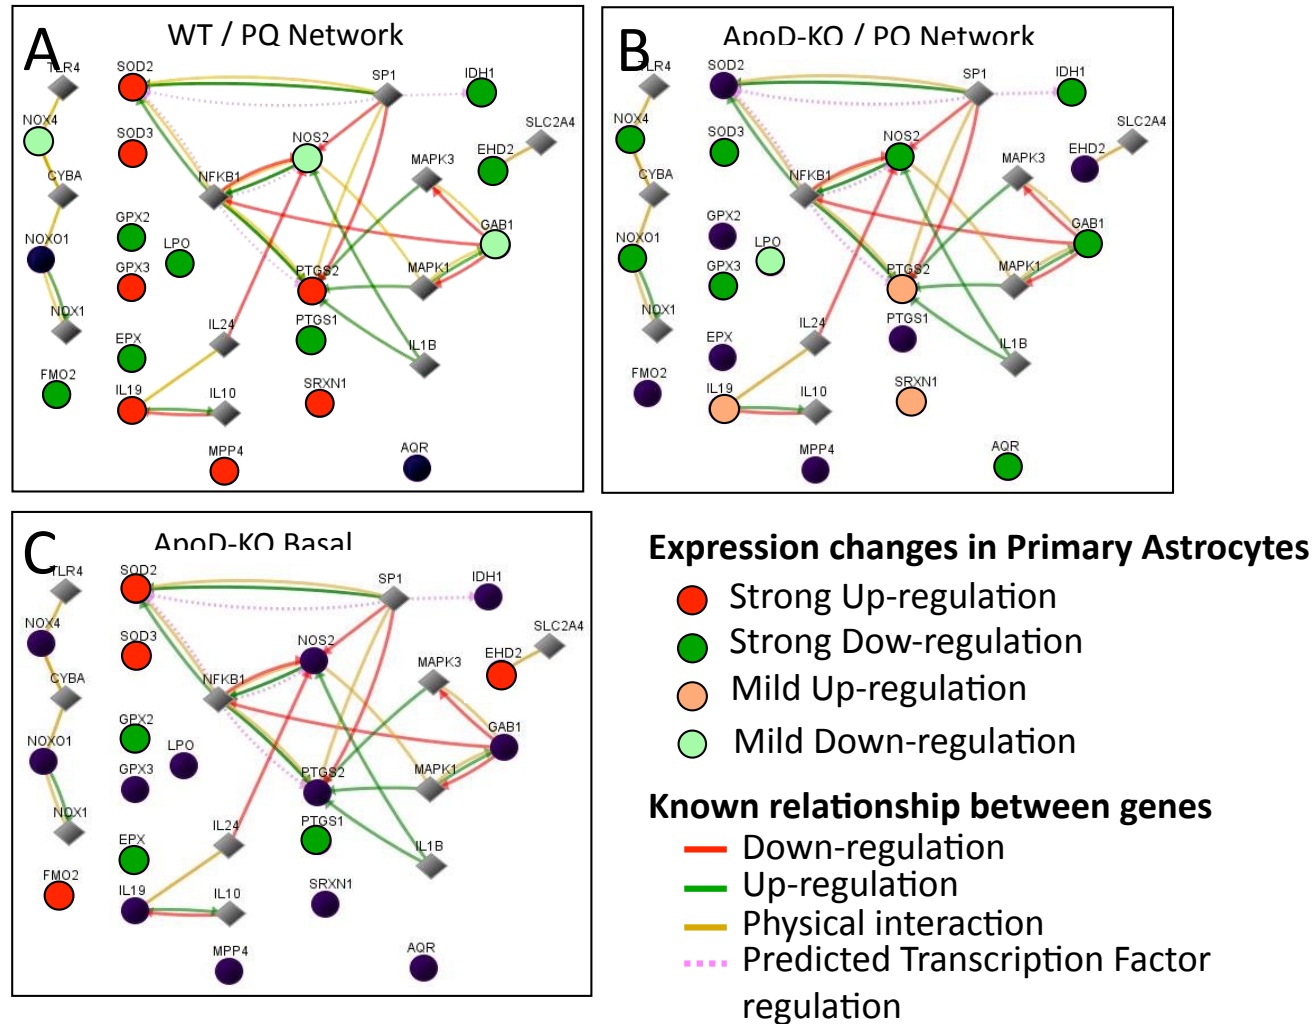 A
WT / PQ Network
TLR4
SOD2
SP1
IDH1
NOX4
SOD3
NOS2
SLC2A4
EHD2
MAPK3
CYBA
NFKB1
NOXO1
GPX2
LPO
GAB1
GPX3
PTGS2
MAPK1
NOX1
EPX
IL24
PTGS1
IL1B
FMO2
IL19
IL10
SRXN1
MPP4
AQR
B
ApoD-KO / PQ Network
TLR4
SOD2
SP1
IDH1
NOX4
SOD3
NOS2
SLC2A4
EHD2
MAPK3
CYBA
NFKB1
NOXO1
GPX2
LPO
GAB1
GPX3
PTGS2
MAPK1
NOX1
EPX
IL24
PTGS1
IL1B
FMO2
IL19
IL10
SRXN1
MPP4
AQR
C
ApoD-KO Basal
TLR4
SOD2
SP1
IDH1
NOX4
SOD3
NOS2
SLC2A4
EHD2
MAPK3
CYBA
NFKB1
NOXO1
GPX2
LPO
GAB1
GPX3
PTGS2
MAPK1
NOX1
EPX
IL24
PTGS1
IL1B
FMO2
IL19
IL10
SRXN1
MPP4
AQR
Expression changes in Primary Astrocytes
Strong Up-regulation
Strong Dow-regulation
Mild Up-regulation
Mild Down-regulation
Known relationship between genes
Down-regulation
Up-regulation
Physical interaction
Predicted Transcription Factor
regulation